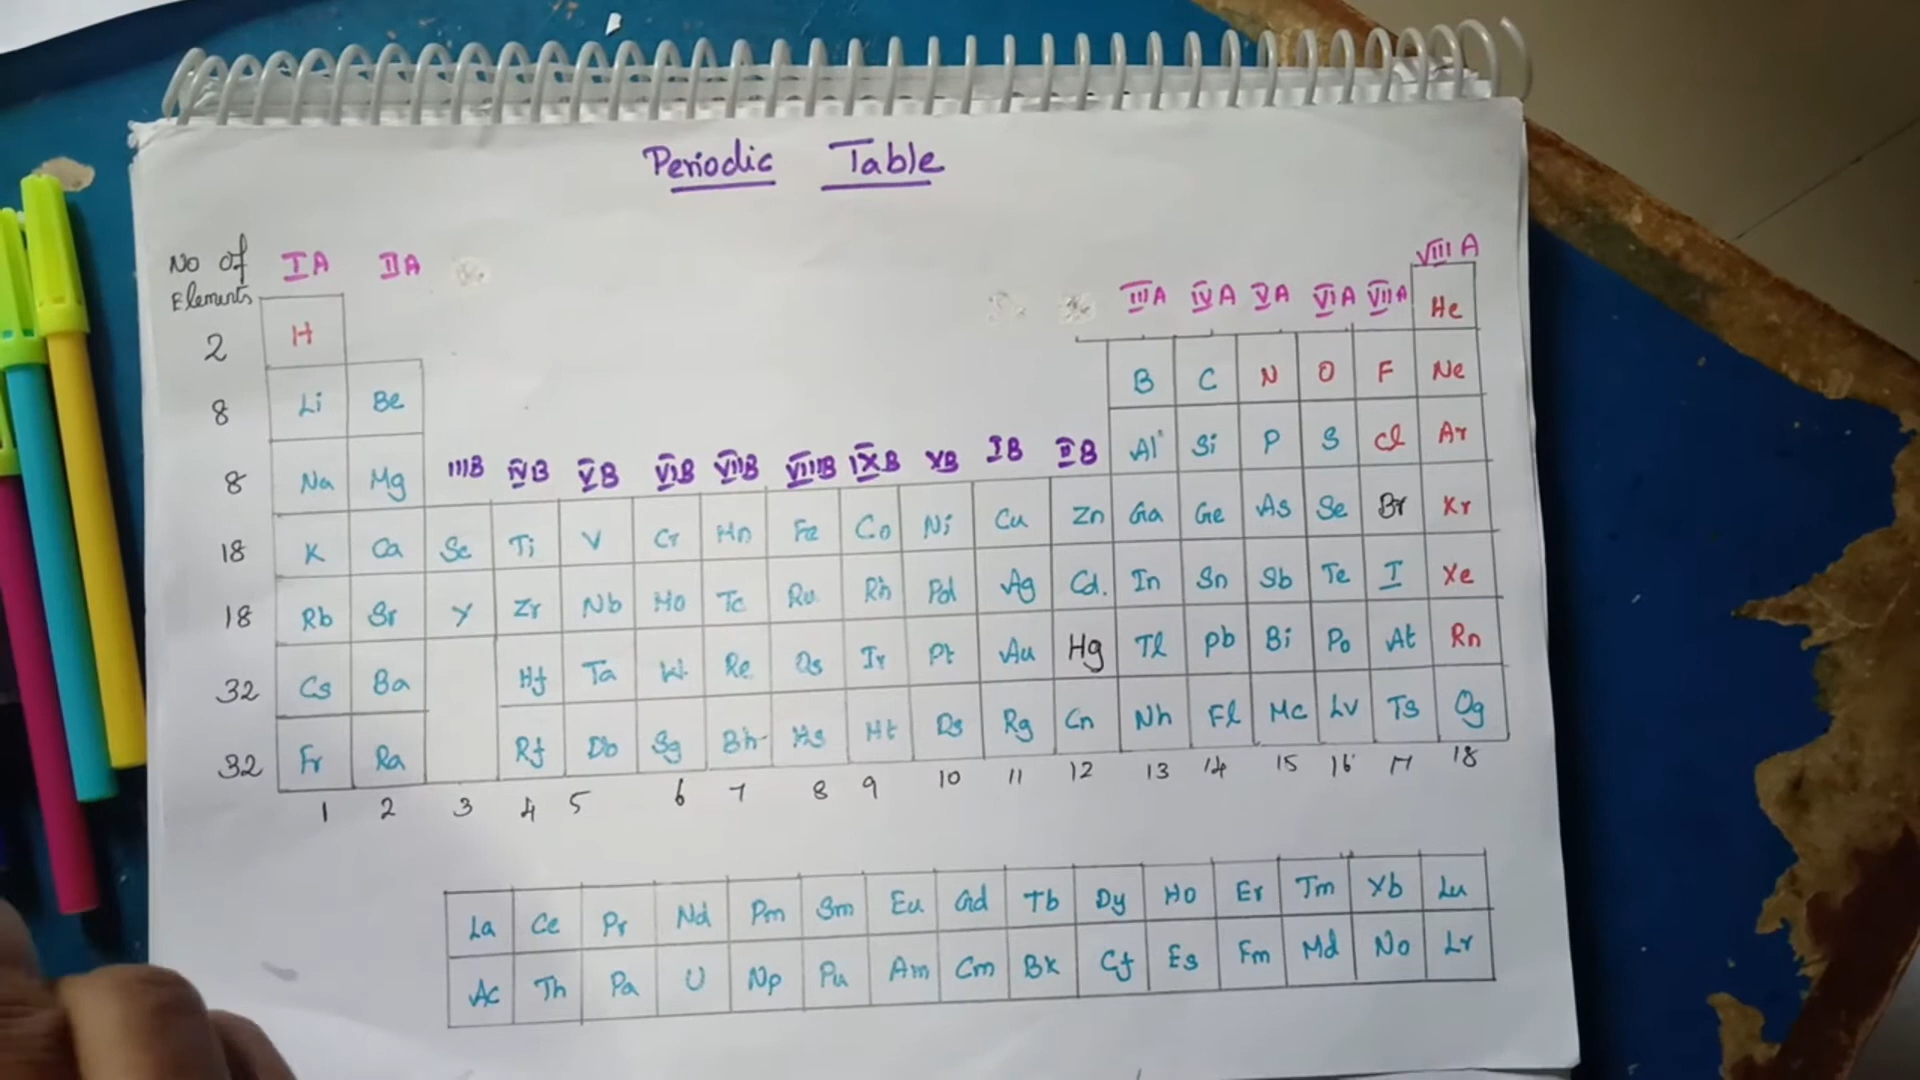 Periodic Table
No of Elements IA IIA VIIIA
IIIA IVA VA VIA VIIA
2 H He
8 Li Be B C N O F Ne
8 Na Mg Al Si P S Cl Ar
IIIB IVB VB VIB VIIB VIIIB IXB XB IB IIB
18 K Ca Sc Ti V Cr Mn Fe Co Ni Cu Zn Ga Ge As Se Br Kr
18 Rb Sr Y Zr Nb Mo Tc Ru Rh Pd Ag Cd. In Sn Sb Te I Xe
32 Cs Ba Hf Ta W Re Os Ir Pt Au Hg Tl Pb Bi Po At Rn
32 Fr Ra Rf Db Sg Bh Hs Mt Ds Rg Cn Nh Fl Mc Lv Ts Og
1 2 3 4 5 6 7 8 9 10 11 12 13 14 15 16 17 18
La Ce Pr Nd Pm Sm Eu Gd Tb Dy Ho Er Tm Yb Lu
Ac Th Pa U Np Pu Am Cm Bk Cf Es Fm Md No Lr